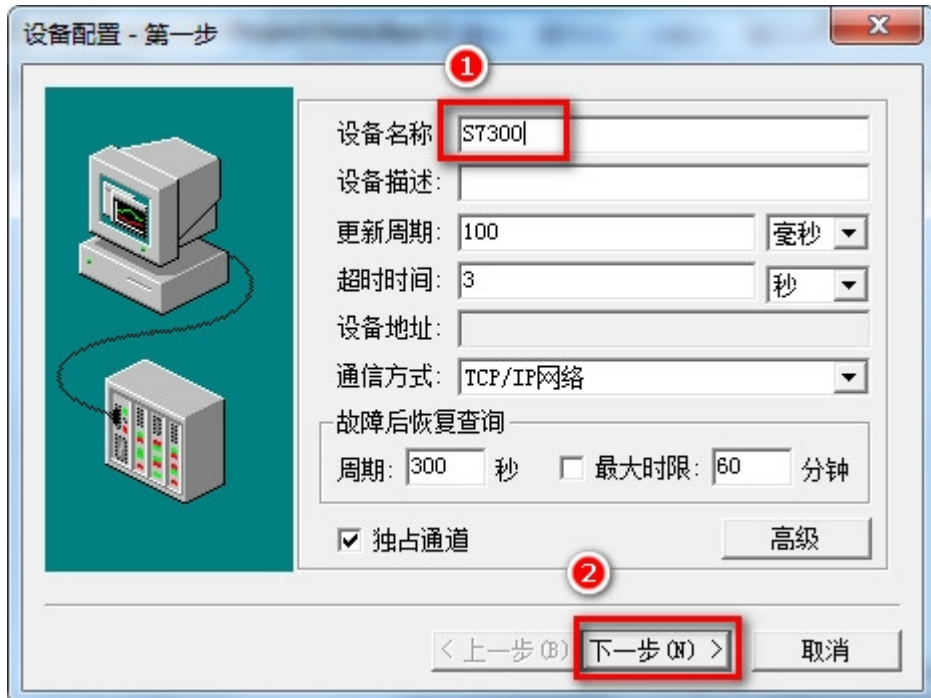 设备配置 - 第一步
1
设备名称 S7300
设备描述:
更新周期: 100 毫秒
超时时间: 3 秒
设备地址:
通信方式: TCP/IP网络
故障后恢复查询
周期: 300 秒 最大时限: 60 分钟
独占通道 高级
2
< 上一步(B) 下一步(N) > 取消